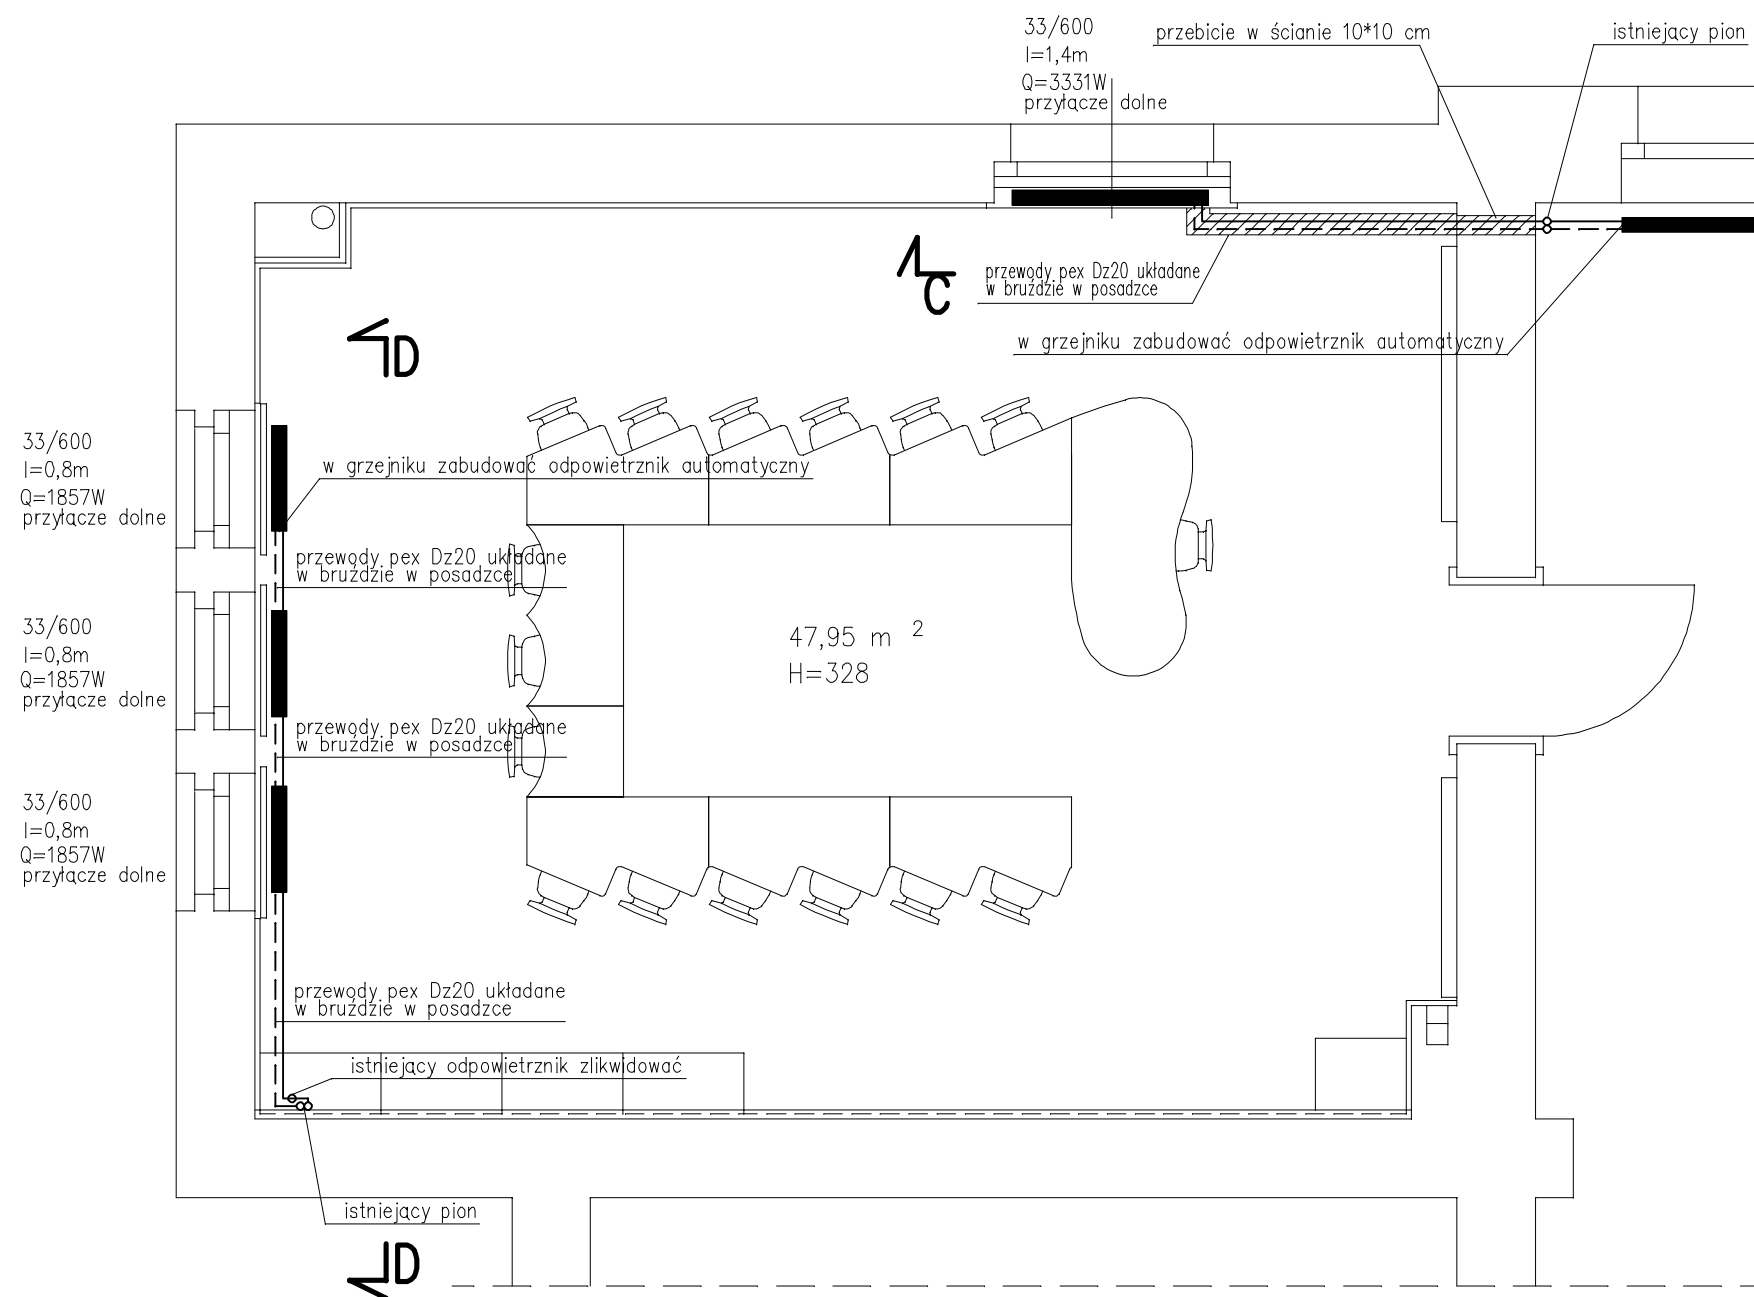 33/600
l=1,4m
Q=3331W
przyłącze dolne
przebicie w ścianie 10*10 cm
istniejący pion
C
przewody pex Dz20 układane
w bruździe w posadzce
w grzejniku zabudować odpowietrznik automatyczny
D
33/600
l=0,8m
Q=1857W
przyłącze dolne
w grzejniku zabudować odpowietrznik automatyczny
przewody pex Dz20 układane
w bruździe w posadzce
33/600
l=0,8m
Q=1857W
przyłącze dolne
47,95 m 2
H=328
przewody pex Dz20 układane
w bruździe w posadzce
33/600
l=0,8m
Q=1857W
przyłącze dolne
przewody pex Dz20 układane
w bruździe w posadzce
istniejący odpowietrznik zlikwidować
istniejący pion
D